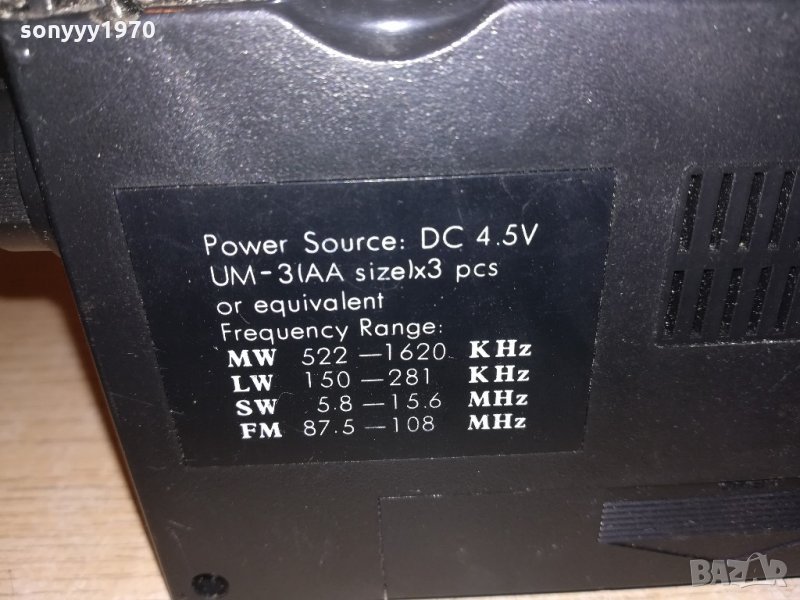 sonyyy1970
Power Source: DC 4.5V
UM-3(AA size)x3 pcs
or equivalent
Frequency Range:
MW 522-1620 KHz
LW 150-281 KHz
SW 5.8-15.6 MHz
FM 87.5-108 MHz
BAZAR